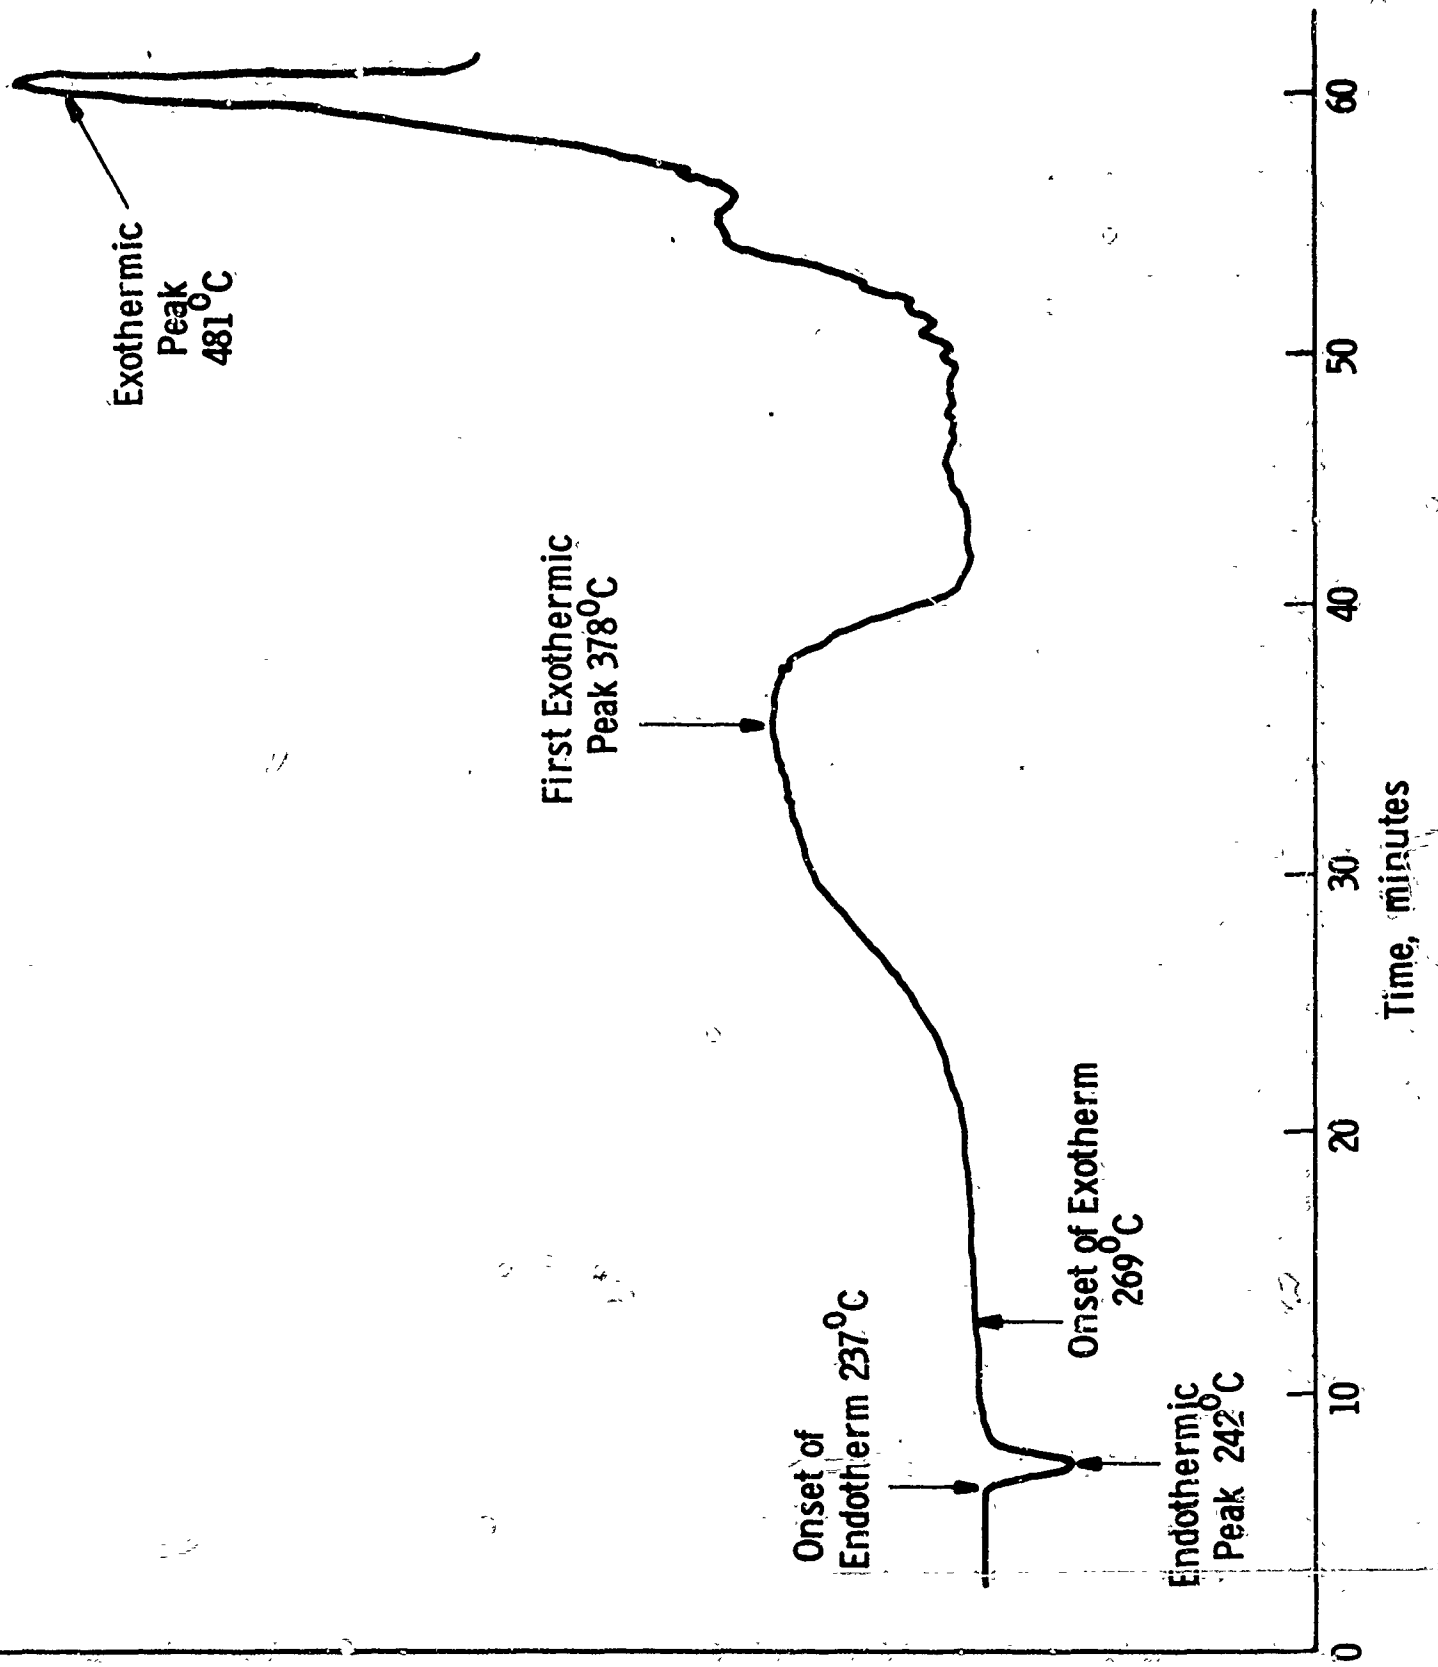 Exothermic
Peak
481°C
First Exothermic
Peak 378°C
Onset of
Endotherm 237°C
Onset of Exotherm
269°C
Endothermic
Peak 242°C
0 10 20 30 40 50 60
Time, minutes